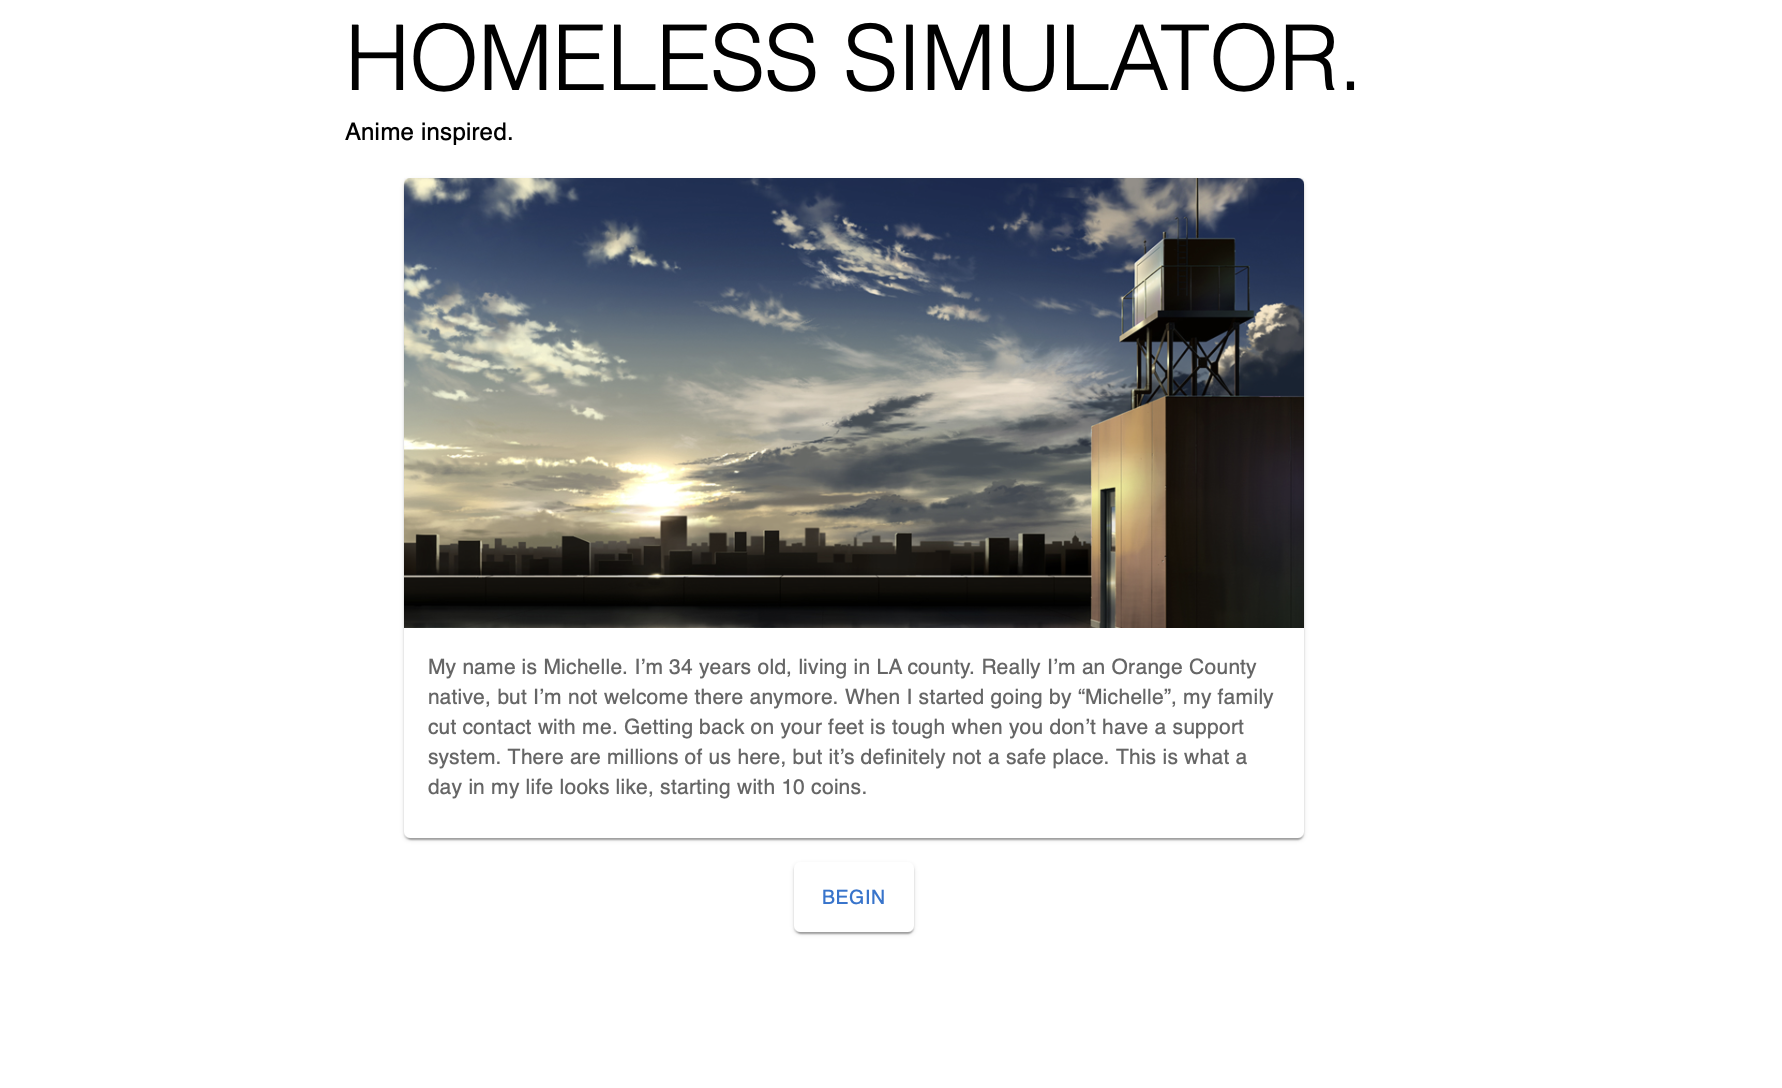 HOMELESS SIMULATOR.
Anime inspired.
My name is Michelle. I’m 34 years old, living in LA county. Really I’m an Orange County
native, but I’m not welcome there anymore. When I started going by “Michelle”, my family
cut contact with me. Getting back on your feet is tough when you don’t have a support
system. There are millions of us here, but it’s definitely not a safe place. This is what a
day in my life looks like, starting with 10 coins.
BEGIN